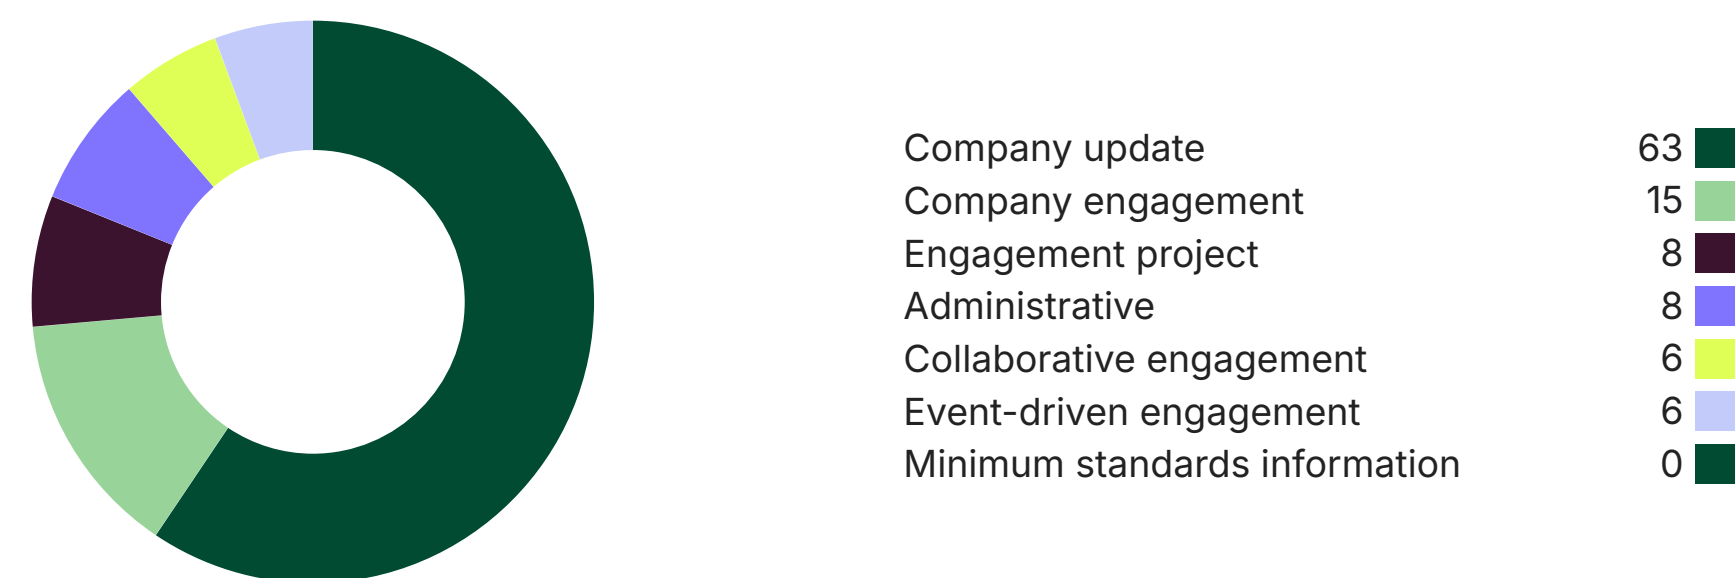 Company update 63
Company engagement 15
Engagement project 8
Administrative 8
Collaborative engagement 6
Event-driven engagement 6
Minimum standards information 0